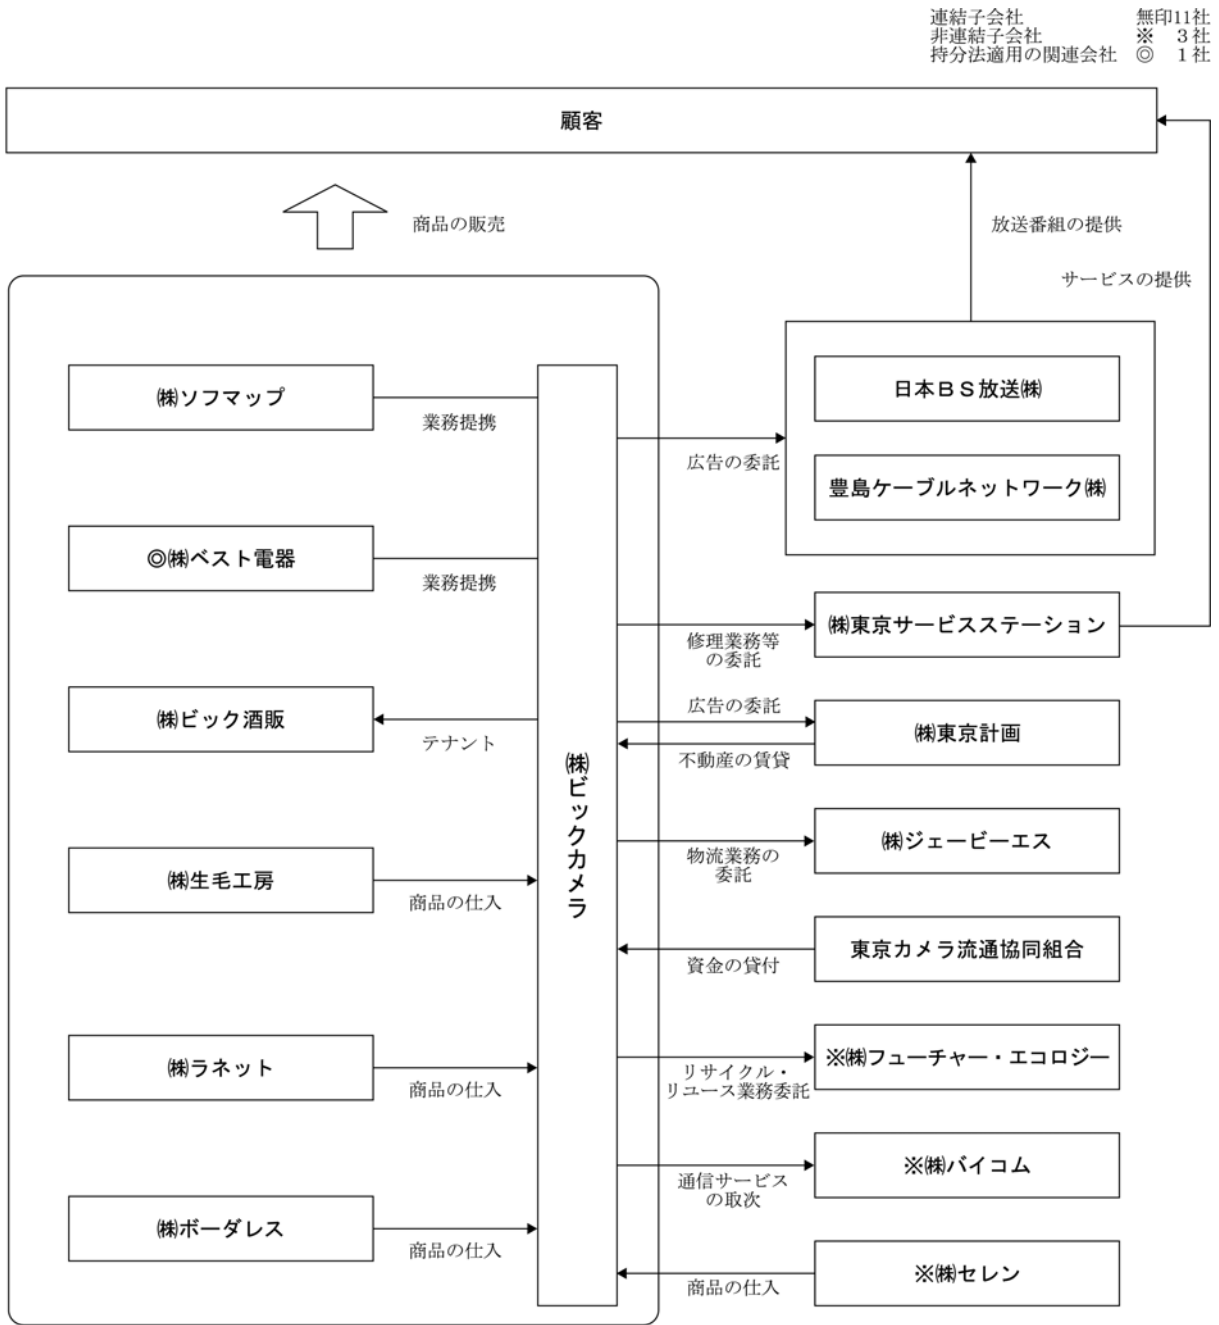 連結子会社 無印11社
非連結子会社 ※ 3社
持分法適用の関連会社 ◎ 1社
顧客
商品の販売
放送番組の提供
サービスの提供
㈱ソフマップ
業務提携
◎㈱ベスト電器
業務提携
㈱ビック酒販
テナント
㈱生毛工房
商品の仕入
㈱ラネット
商品の仕入
㈱ボーダレス
商品の仕入
㈱ビックカメラ
広告の委託
日本BS放送㈱
豊島ケーブルネットワーク㈱
修理業務等
の委託
㈱東京サービスステーション
広告の委託
不動産の賃貸
㈱東京計画
物流業務の
委託
㈱ジェービーエス
資金の貸付
東京カメラ流通協同組合
リサイクル・
リユース業務委託
※㈱フューチャー・エコロジー
通信サービス
の取次
※㈱バイコム
商品の仕入
※㈱セレン